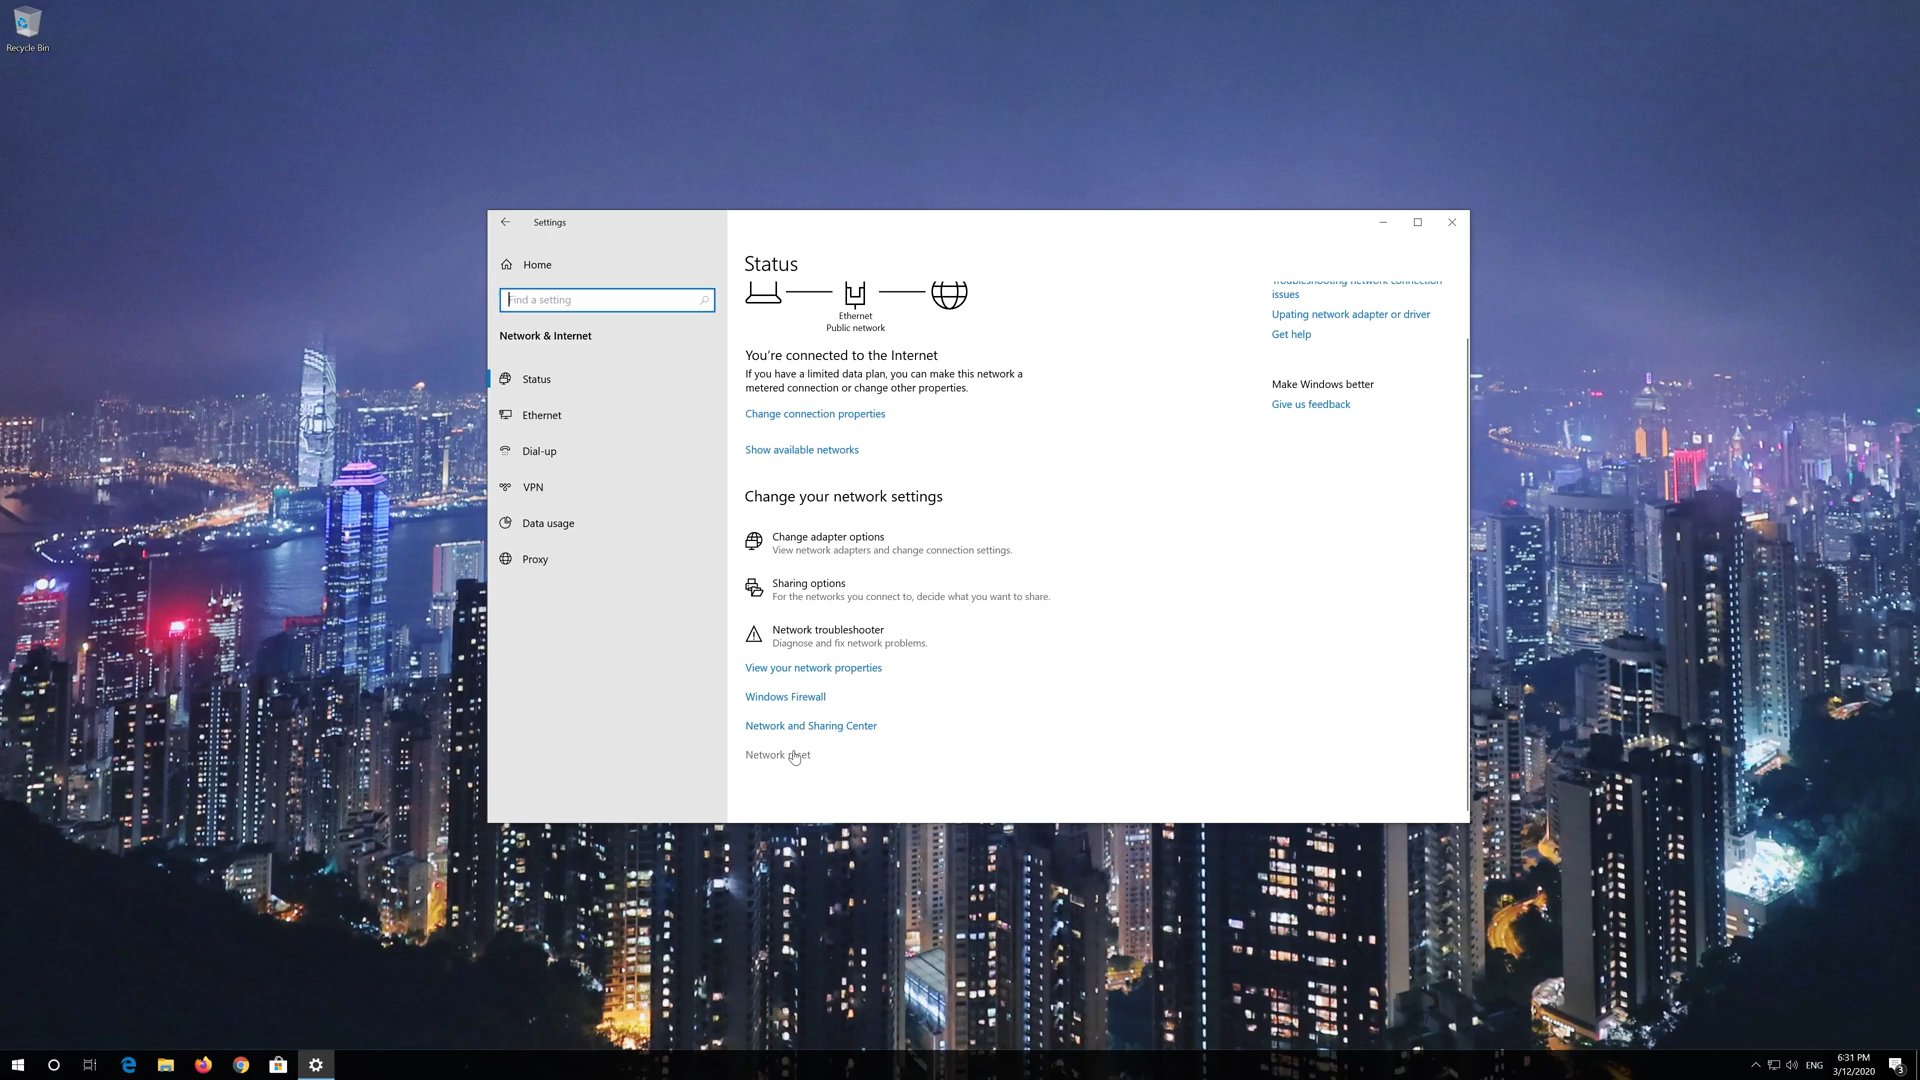 Recycle Bin
Settings
Home
Find a setting
Network & Internet
Status
Ethernet
Dial-up
VPN
Data usage
Proxy
Status
Ethernet
Public network
You're connected to the Internet
If you have a limited data plan, you can make this network a
metered connection or change other properties.
Change connection properties
Show available networks
Change your network settings
Change adapter options
View network adapters and change connection settings.
Sharing options
For the networks you connect to, decide what you want to share.
Network troubleshooter
Diagnose and fix network problems.
View your network properties
Windows Firewall
Network and Sharing Center
Network reset
Troubleshooting network connection
issues
Upating network adapter or driver
Get help
Make Windows better
Give us feedback
ENG
6:31 PM
3/12/2020
3